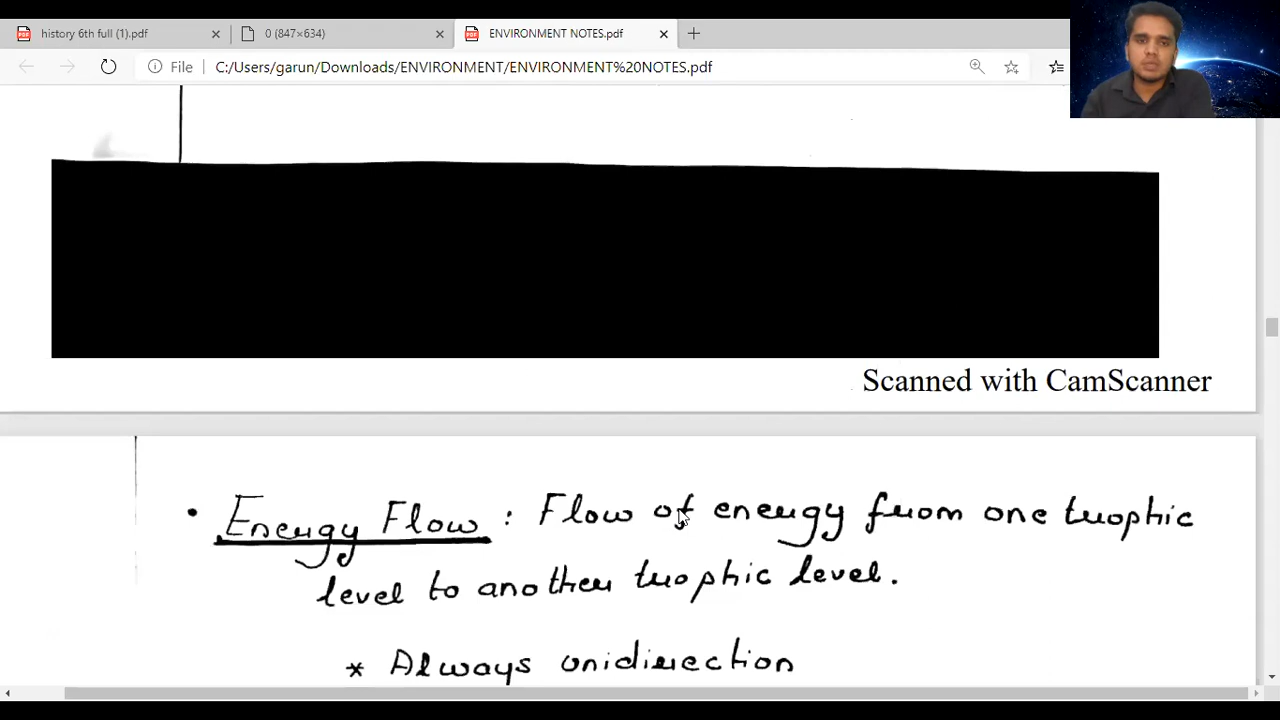 history 6th full (1).pdf
0 (847×634)
ENVIRONMENT NOTES.pdf
File
C:/Users/garun/Downloads/ENVIRONMENT/ENVIRONMENT%20NOTES.pdf
Scanned with CamScanner
• Energy Flow : Flow of energy from one trophic
level to another trophic level.
* Always unidirection